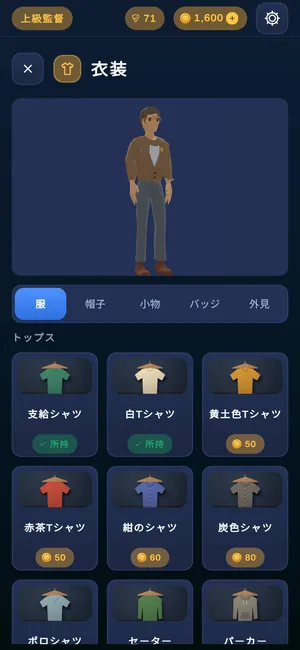 上級監督
71
1,600
衣装
服 帽子 小物 バッジ 外見
トップス
支給シャツ 白Tシャツ 黄土色Tシャツ
所持 所持 50
赤茶Tシャツ 紺のシャツ 炭色シャツ
50 60 80
ポロシャツ セーター パーカー